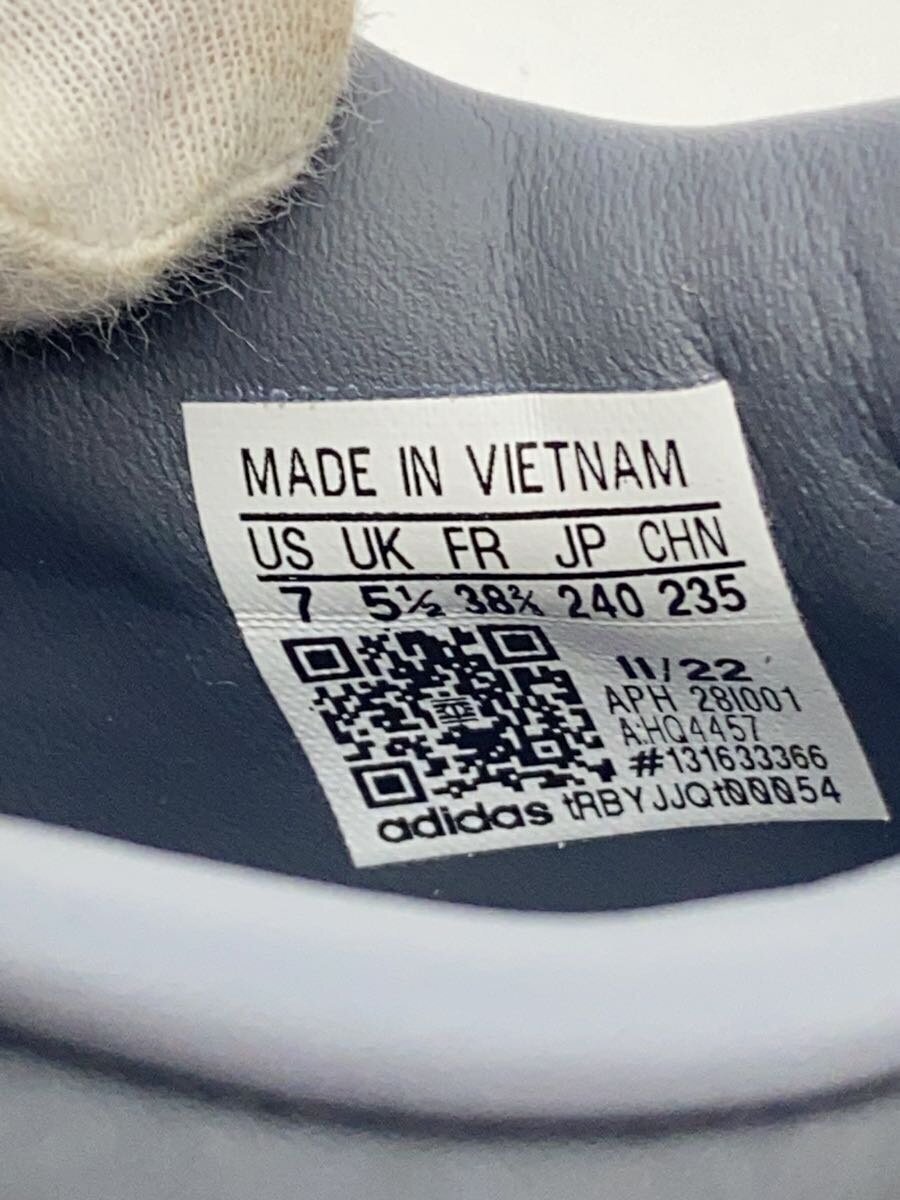 MADE IN VIETNAM
US UK FR JP CHN
7 5½ 38⅔ 240 235
11/22
APH 28I001
A:HQ4457
#131633366
adidas tRBYJJQt00054